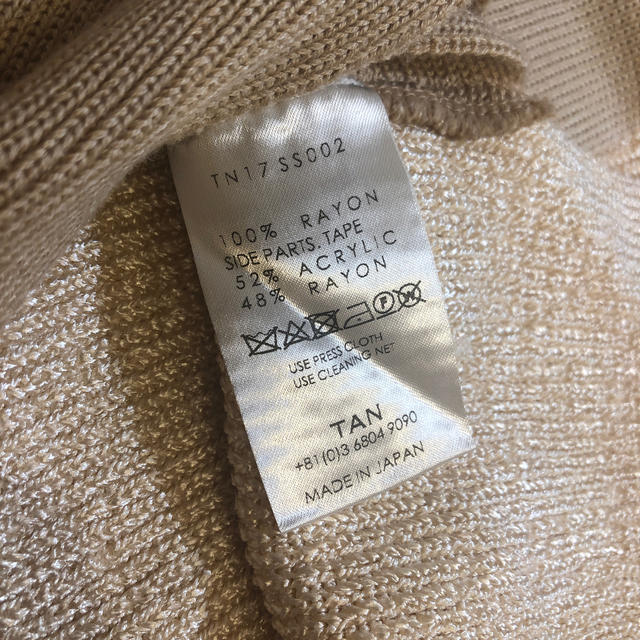 TN17 SS002
100% RAYON
SIDE PARTS. TAPE
52% ACRYLIC
48% RAYON
USE PRESS CLOTH
USE CLEANING NET
TAN
+81(0)3 6804 9090
MADE IN JAPAN